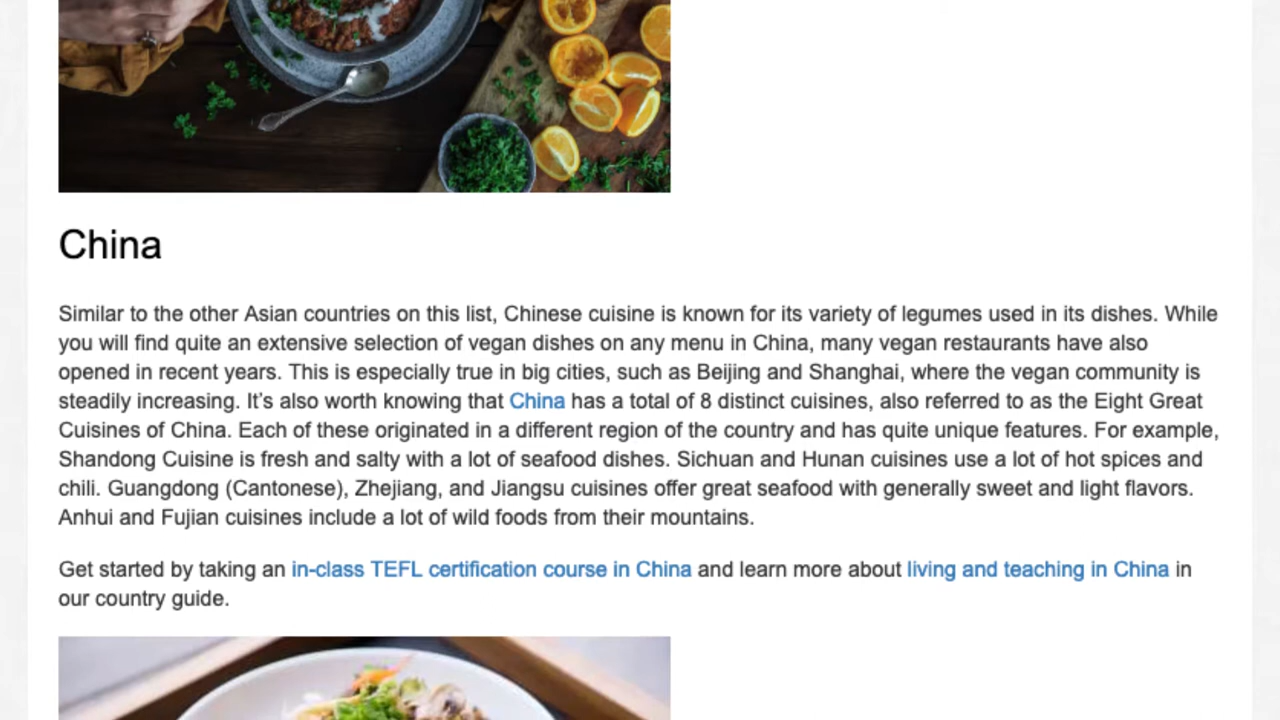 China
Similar to the other Asian countries on this list, Chinese cuisine is known for its variety of legumes used in its dishes. While
you will find quite an extensive selection of vegan dishes on any menu in China, many vegan restaurants have also
opened in recent years. This is especially true in big cities, such as Beijing and Shanghai, where the vegan community is
steadily increasing. It’s also worth knowing that China has a total of 8 distinct cuisines, also referred to as the Eight Great
Cuisines of China. Each of these originated in a different region of the country and has quite unique features. For example,
Shandong Cuisine is fresh and salty with a lot of seafood dishes. Sichuan and Hunan cuisines use a lot of hot spices and
chili. Guangdong (Cantonese), Zhejiang, and Jiangsu cuisines offer great seafood with generally sweet and light flavors.
Anhui and Fujian cuisines include a lot of wild foods from their mountains.
Get started by taking an in-class TEFL certification course in China and learn more about living and teaching in China in
our country guide.